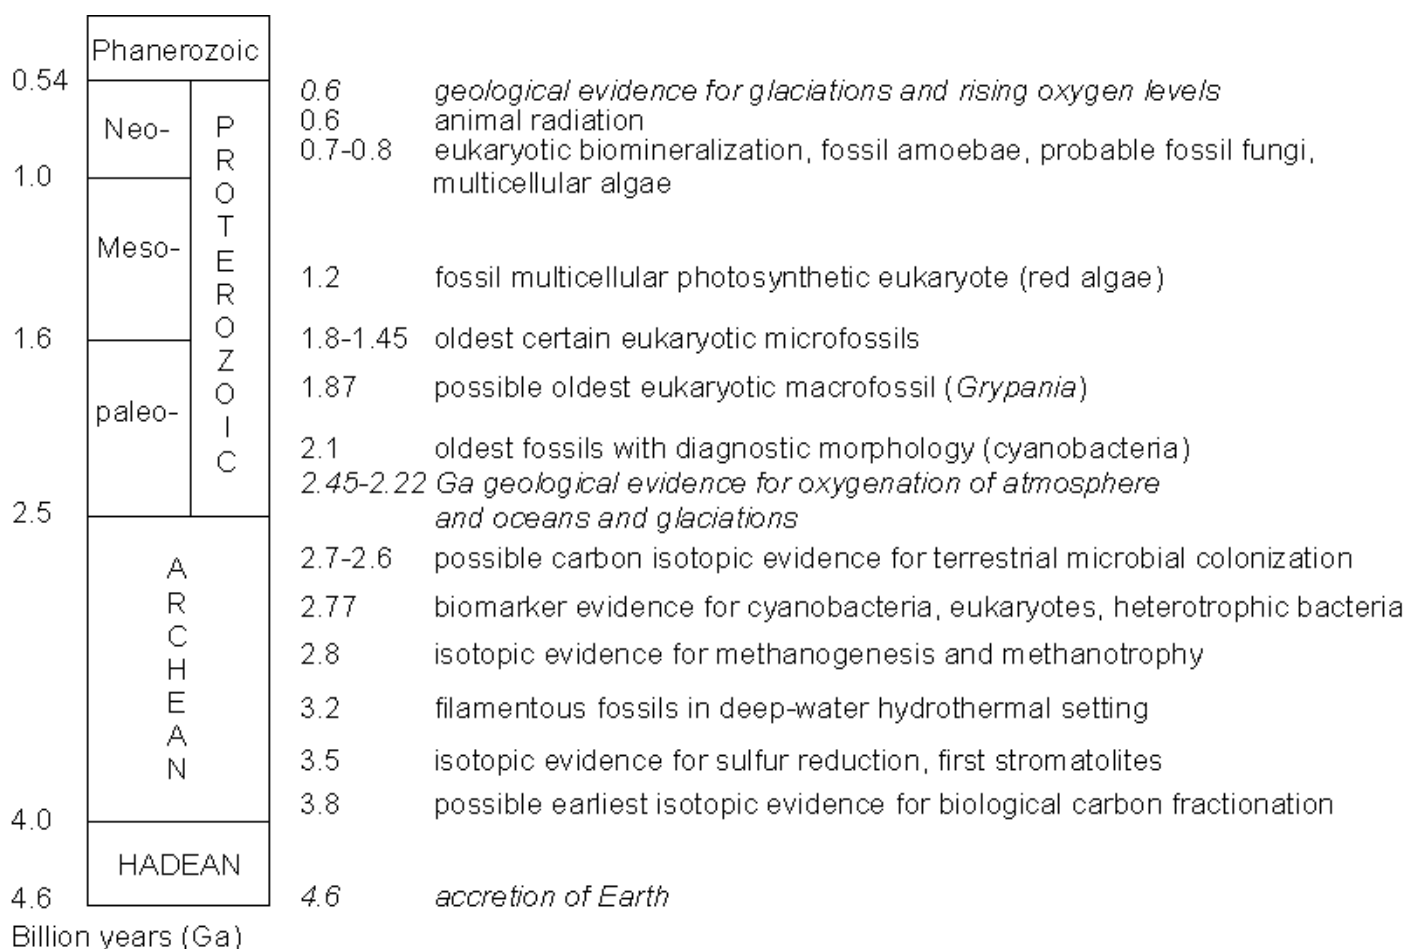 Phanerozoic
0.54
0.6 geological evidence for glaciations and rising oxygen levels
0.6 animal radiation
Neo-
PROTEROZOIC
0.7-0.8 eukaryotic biomineralization, fossil amoebae, probable fossil fungi,
multicellular algae
1.0
Meso-
1.2 fossil multicellular photosynthetic eukaryote (red algae)
1.6
1.8-1.45 oldest certain eukaryotic microfossils
1.87 possible oldest eukaryotic macrofossil (Grypania)
paleo-
2.1 oldest fossils with diagnostic morphology (cyanobacteria)
2.45-2.22 Ga geological evidence for oxygenation of atmosphere
and oceans and glaciations
2.5
2.7-2.6 possible carbon isotopic evidence for terrestrial microbial colonization
ARCHEAN
2.77 biomarker evidence for cyanobacteria, eukaryotes, heterotrophic bacteria
2.8 isotopic evidence for methanogenesis and methanotrophy
3.2 filamentous fossils in deep-water hydrothermal setting
3.5 isotopic evidence for sulfur reduction, first stromatolites
3.8 possible earliest isotopic evidence for biological carbon fractionation
4.0
HADEAN
4.6
4.6 accretion of Earth
Billion years (Ga)